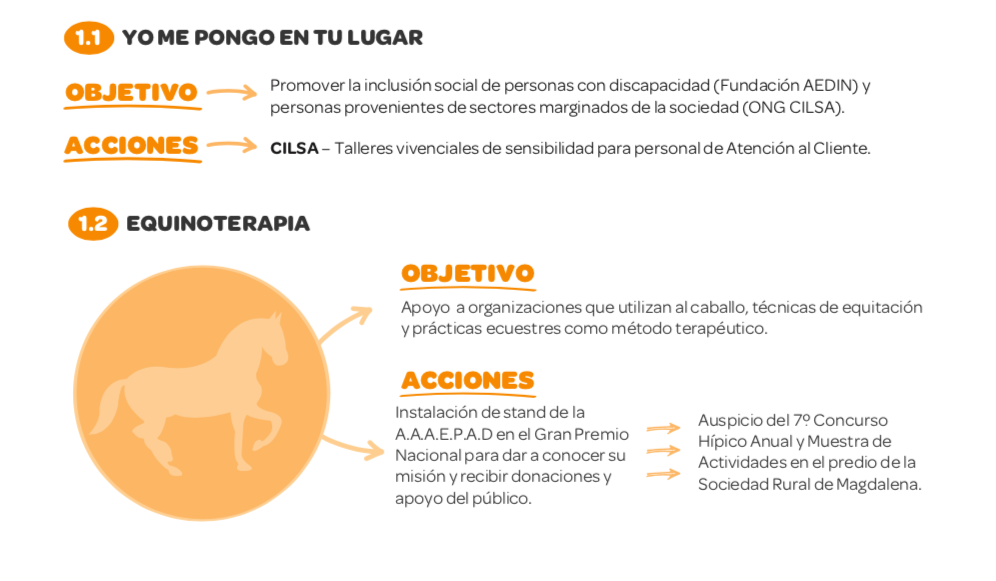 1.1 YO ME PONGO EN TU LUGAR
OBJETIVO
Promover la inclusión social de personas con discapacidad (Fundación AEDIN) y
personas provenientes de sectores marginados de la sociedad (ONG CILSA).
ACCIONES
CILSA – Talleres vivenciales de sensibilidad para personal de Atención al Cliente.
1.2 EQUINOTERAPIA
OBJETIVO
Apoyo a organizaciones que utilizan al caballo, técnicas de equitación
y prácticas ecuestres como método terapéutico.
ACCIONES
Instalación de stand de la
A.A.A.E.P.A.D en el Gran Premio
Nacional para dar a conocer su
misión y recibir donaciones y
apoyo del público.
Auspicio del 7º Concurso
Hípico Anual y Muestra de
Actividades en el predio de la
Sociedad Rural de Magdalena.